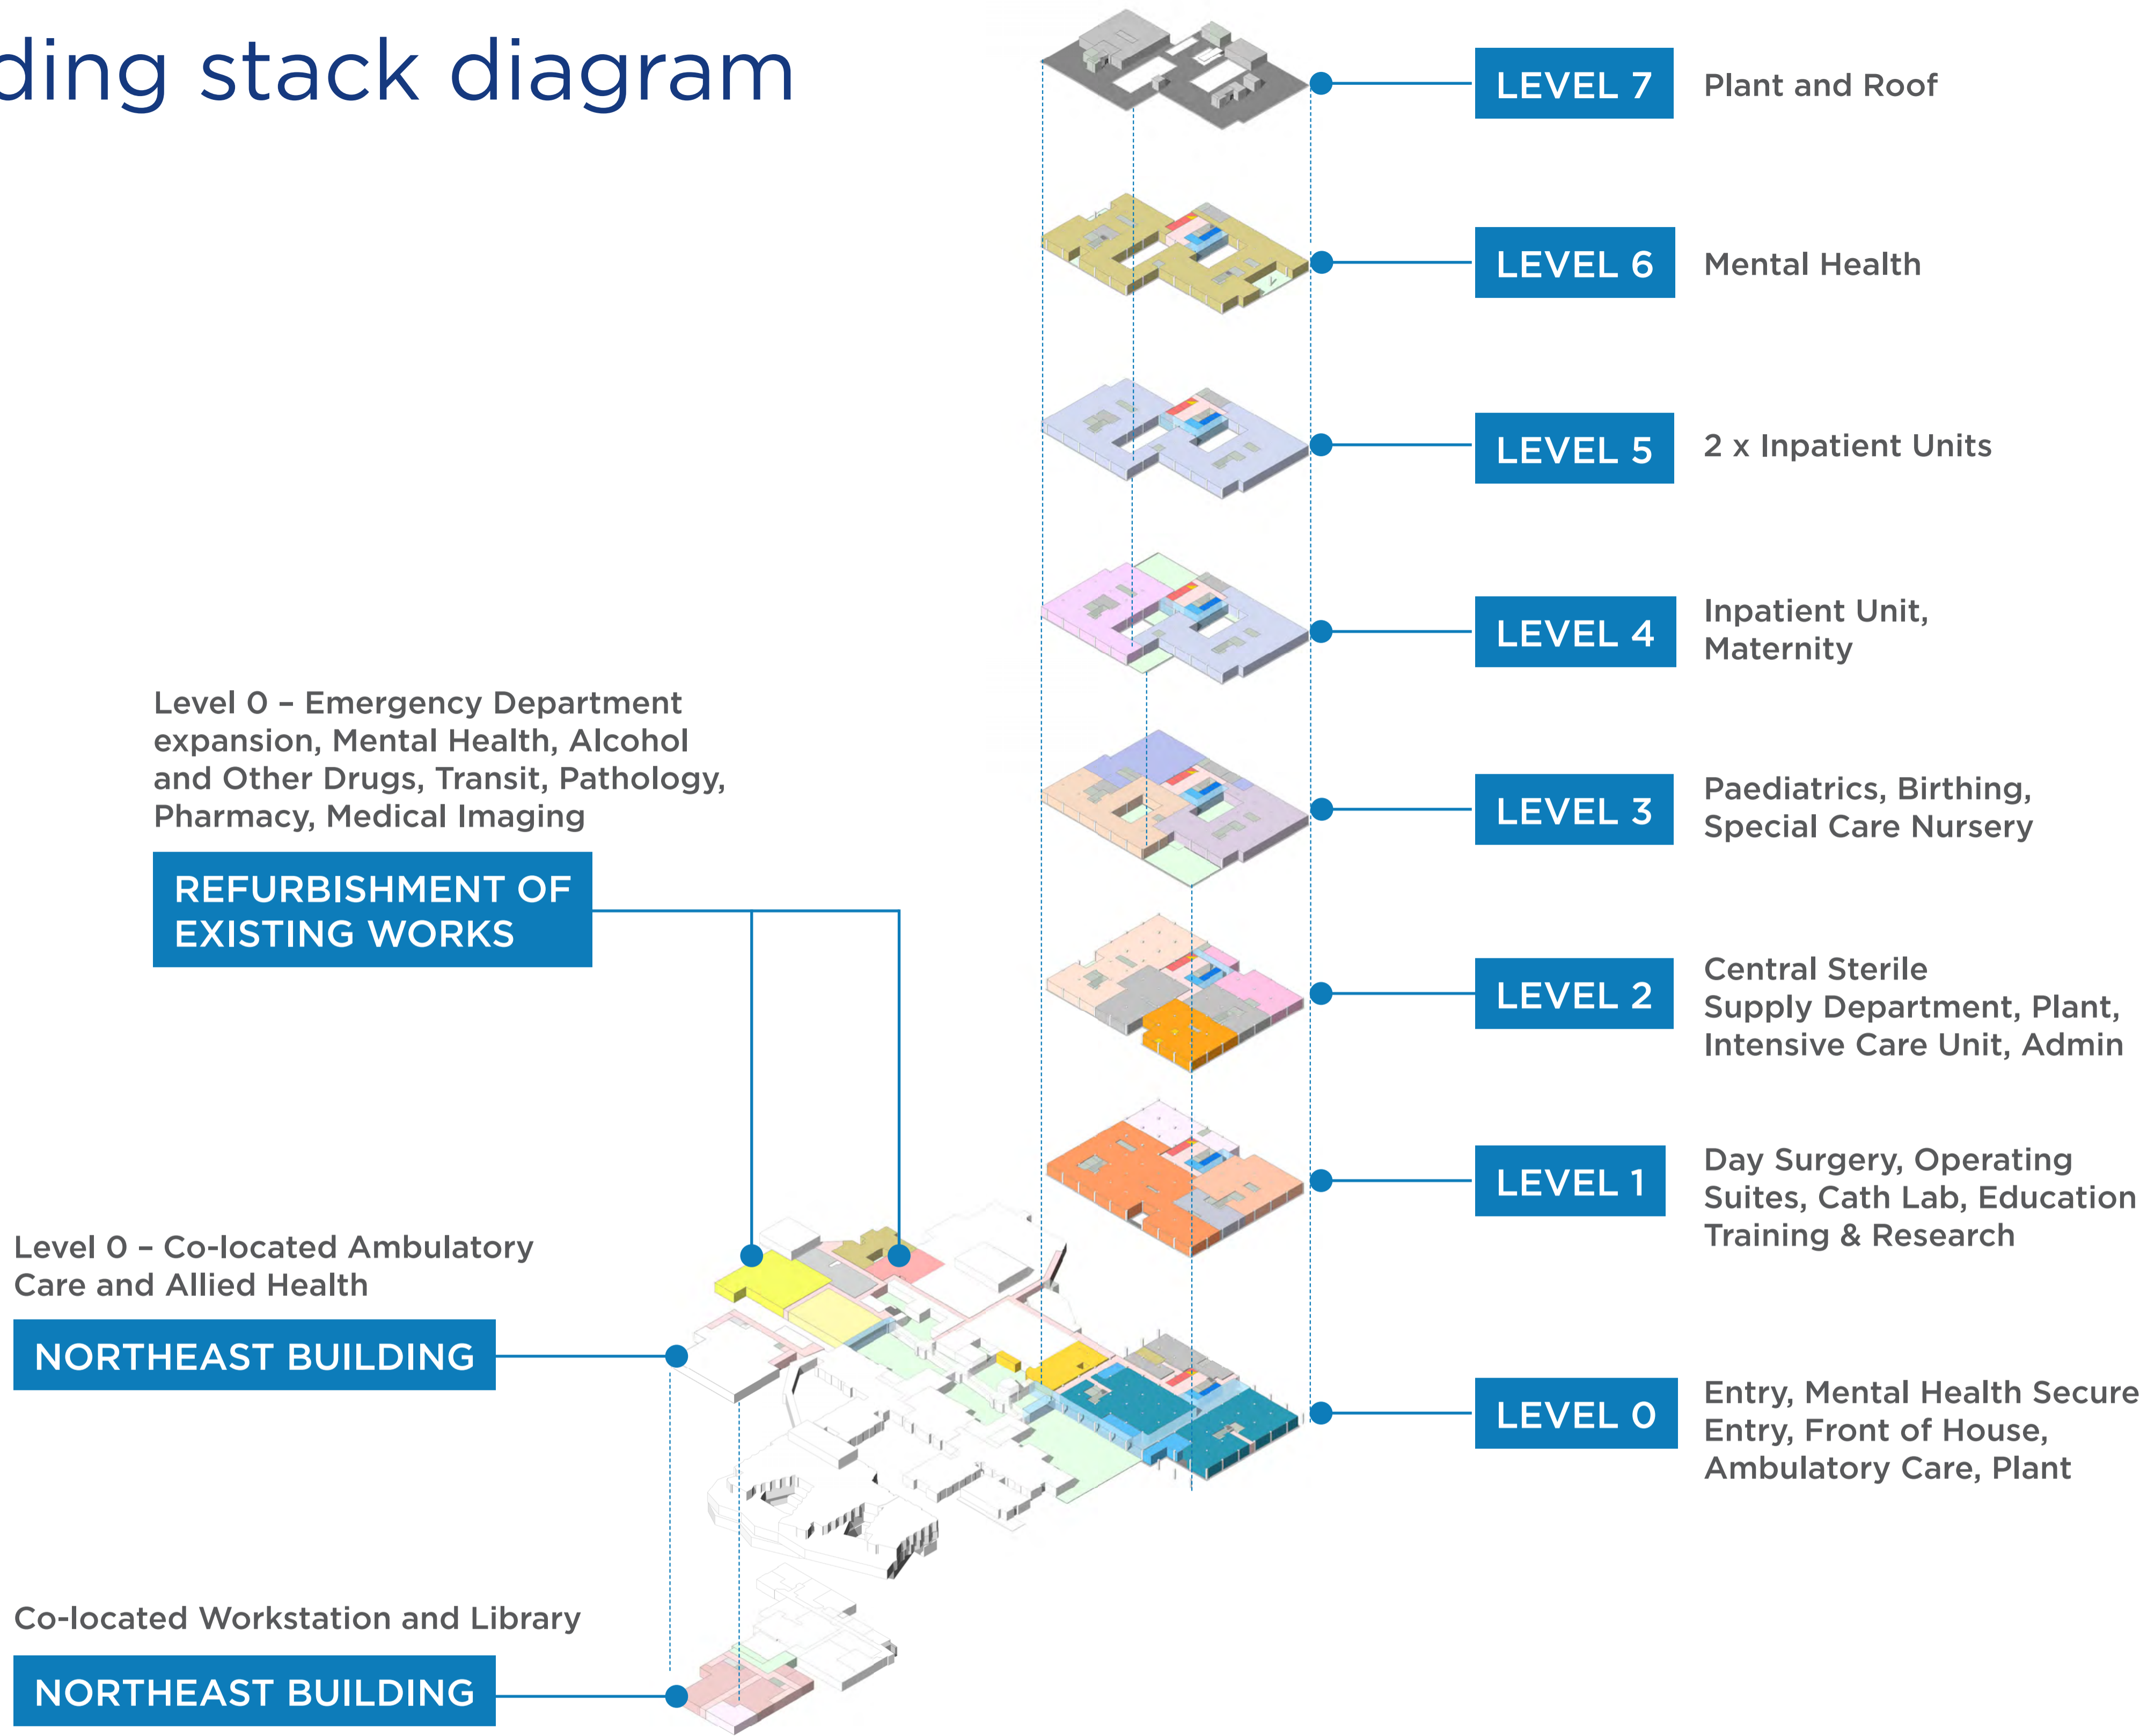 ding stack diagram
LEVEL 7
Plant and Roof
LEVEL 6
Mental Health
LEVEL 5
2 x Inpatient Units
LEVEL 4
Inpatient Unit,
Maternity
Level 0 – Emergency Department
expansion, Mental Health, Alcohol
and Other Drugs, Transit, Pathology,
Pharmacy, Medical Imaging
REFURBISHMENT OF
EXISTING WORKS
LEVEL 3
Paediatrics, Birthing,
Special Care Nursery
LEVEL 2
Central Sterile
Supply Department, Plant,
Intensive Care Unit, Admin
LEVEL 1
Day Surgery, Operating
Suites, Cath Lab, Education
Training & Research
Level 0 – Co-located Ambulatory
Care and Allied Health
NORTHEAST BUILDING
LEVEL 0
Entry, Mental Health Secure
Entry, Front of House,
Ambulatory Care, Plant
Co-located Workstation and Library
NORTHEAST BUILDING